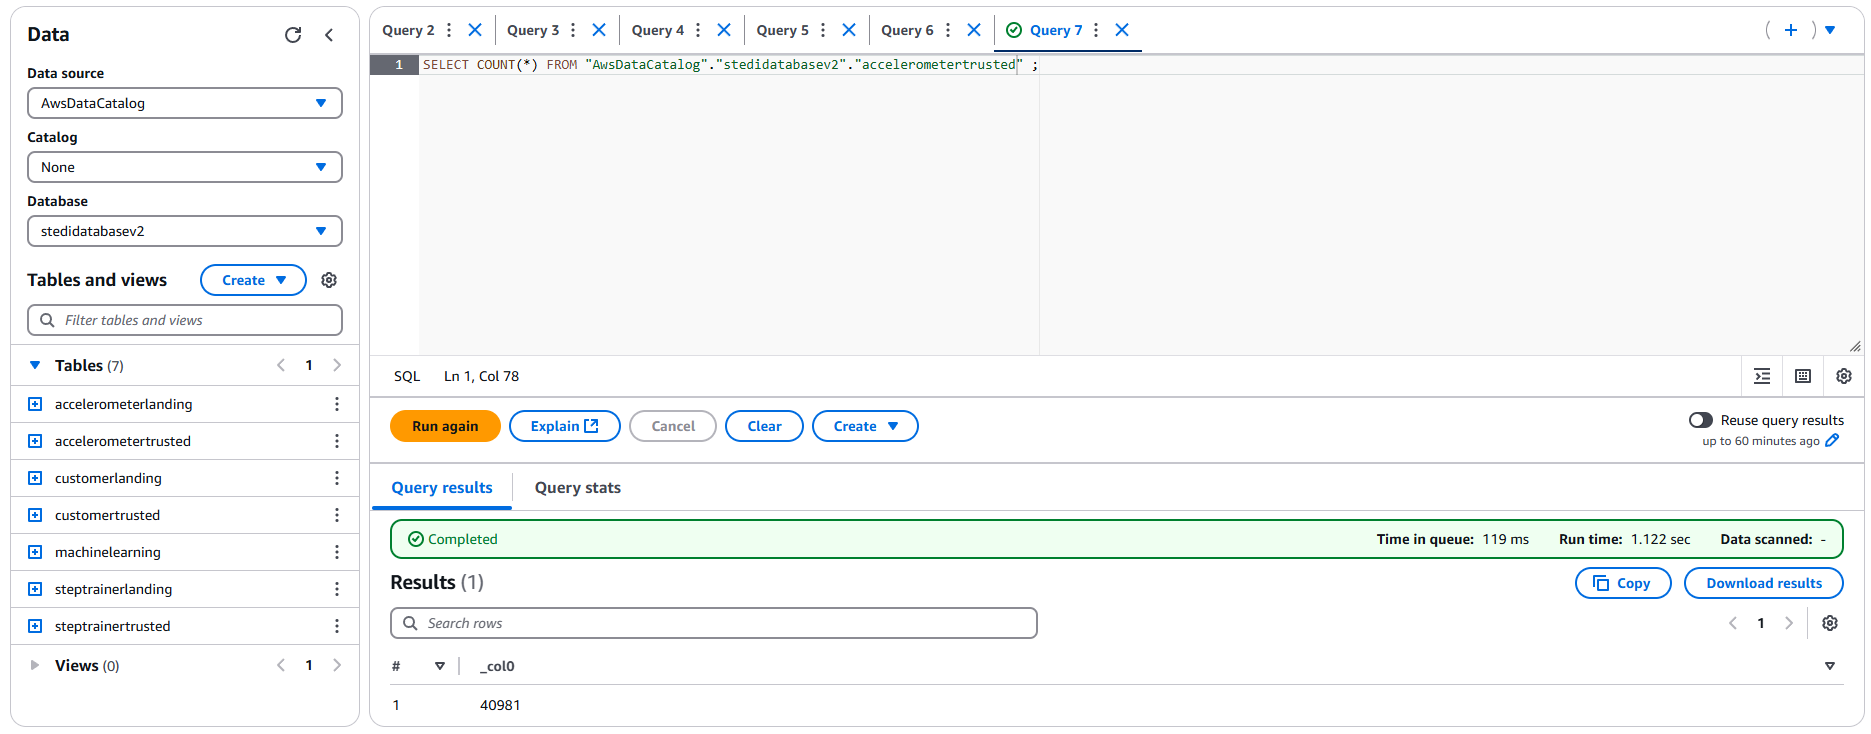 Data
Data source
AwsDataCatalog
Catalog
None
Database
stedidatabasev2
Tables and views
Create
Filter tables and views
Tables (7)
1
accelerometerlanding
accelerometertrusted
customerlanding
customertrusted
machinelearning
steptrainerlanding
steptrainertrusted
Views (0)
1
Query 2
Query 3
Query 4
Query 5
Query 6
Query 7
1 SELECT COUNT(*) FROM "AwsDataCatalog"."stedidatabasev2"."accelerometertrusted" ;
SQL Ln 1, Col 78
Run again Explain Cancel Clear Create
Reuse query results
up to 60 minutes ago
Query results Query stats
Completed
Time in queue: 119 ms Run time: 1.122 sec Data scanned: -
Results (1)
Copy Download results
Search rows
1
# _col0
1 40981